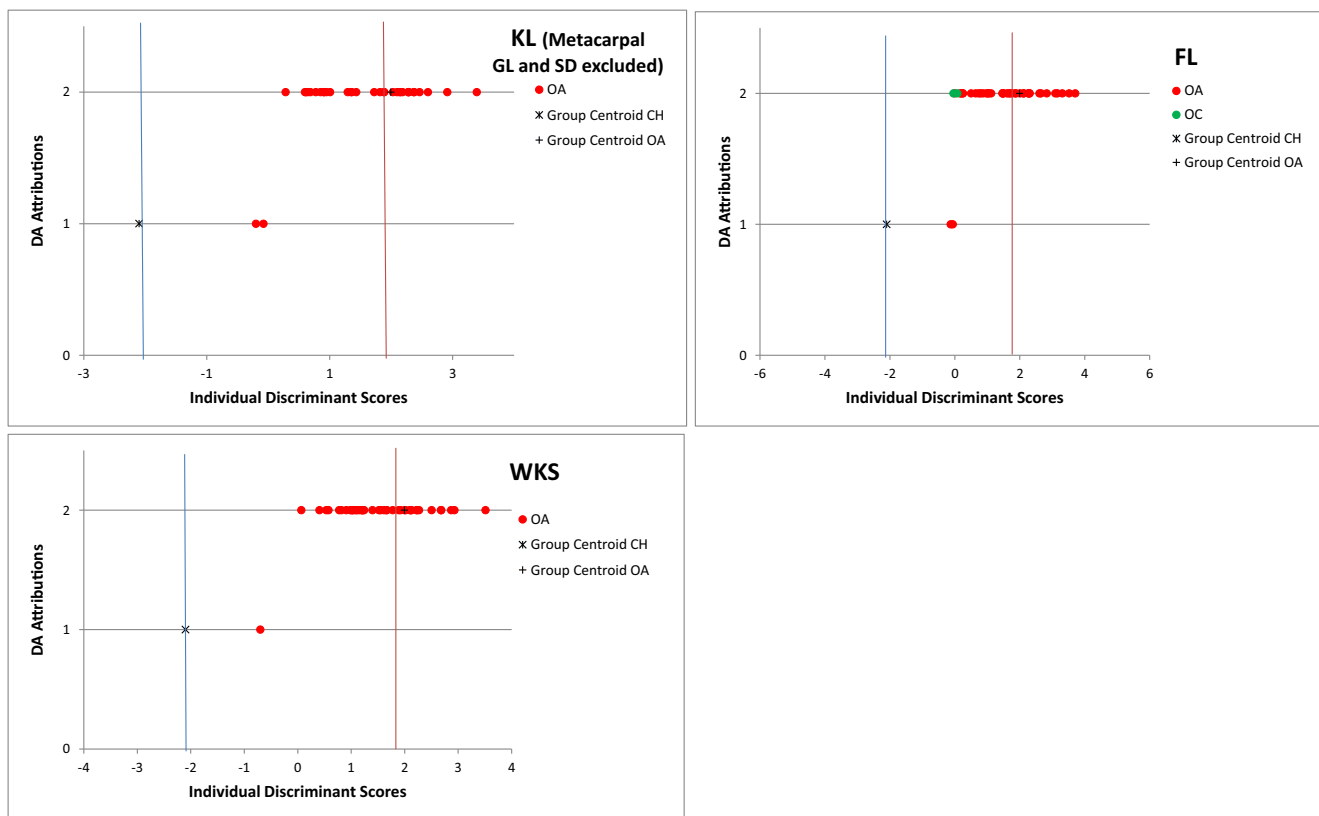 KL (Metacarpal
GL and SD excluded)
OA
Group Centroid CH
Group Centroid OA
DA Attributions
2
1
0
-3
-1
1
3
Individual Discriminant Scores
FL
OA
OC
Group Centroid CH
Group Centroid OA
DA Attributions
2
1
0
-6
-4
-2
0
2
4
6
Individual Discriminant Scores
WKS
OA
Group Centroid CH
Group Centroid OA
DA Attributions
2
1
0
-4
-3
-2
-1
0
1
2
3
4
Individual Discriminant Scores